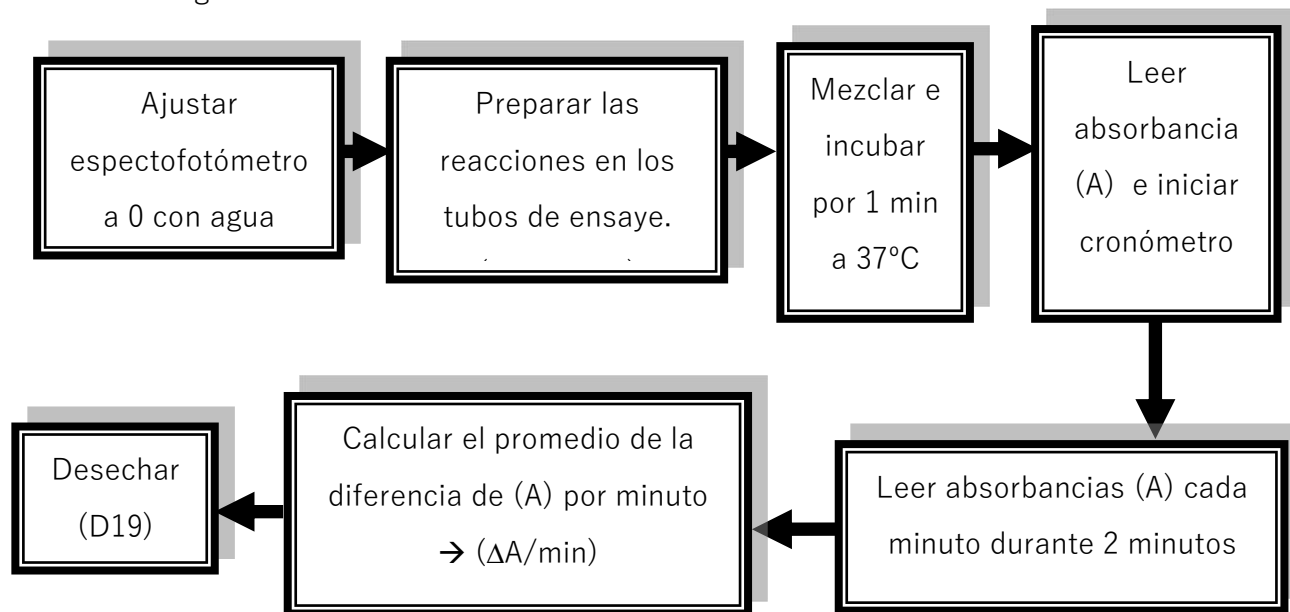 Ajustar
espectofotómetro
a 0 con agua
Preparar las
reacciones en los
tubos de ensaye.
Mezclar e
incubar
por 1 min
a 37ºC
Leer
absorbancia
(A) e iniciar
cronómetro
Leer absorbancias (A) cada
minuto durante 2 minutos
Calcular el promedio de la
diferencia de (A) por minuto
→ (ΔA/min)
Desechar
(D19)